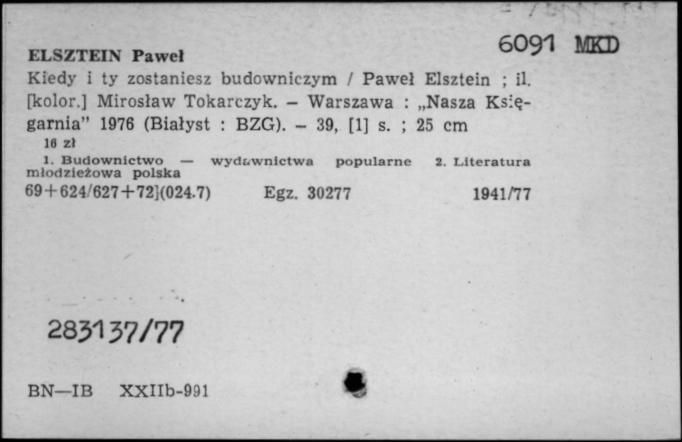 6091 MKD
ELSZTEIN Paweł
Kiedy i ty zostaniesz budowniczym / Paweł Elsztein ; il.
[kolor.] Mirosław Tokarczyk. — Warszawa : „Nasza Księ-
garnia” 1976 (Białyst : BZG). — 39, [1] s. ; 25 cm
16 zł
1. Budownictwo — wydawnictwa popularne 2. Literatura
młodzieżowa polska
69+624/627+72](024.7) Egz. 30277 1941/77
283137/77
BN—IB XXIIb-991